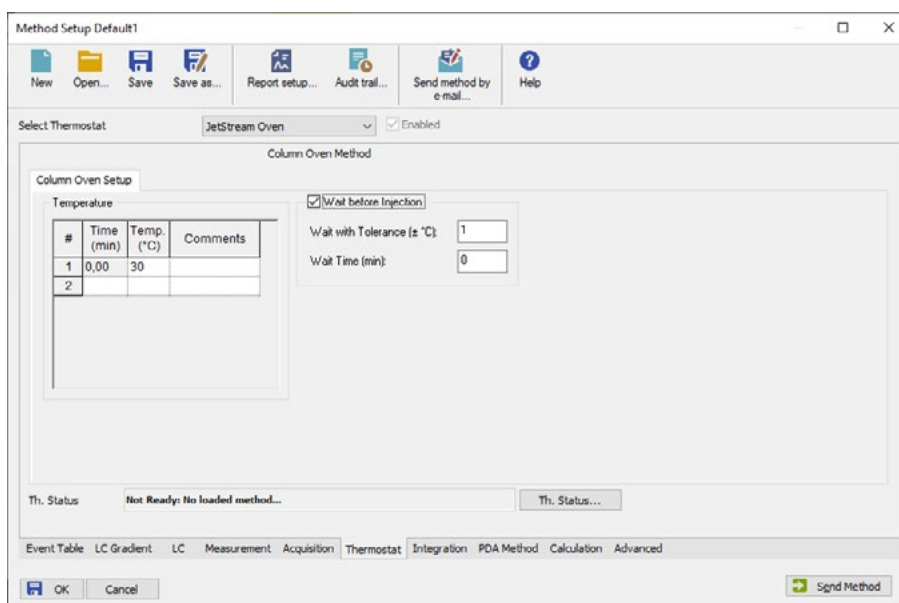 Method Setup Default1
New Open... Save Save as... Report setup... Audit trail... Send method by e-mail... Help
Select Thermostat JetStream Oven Enabled
Column Oven Method
Column Oven Setup
Temperature Wait before Injection
# Time (min) Temp. (°C) Comments
Wait with Tolerance (± °C): 1
1 0,00 30
Wait Time (min): 0
2
Th. Status Not Ready: No loaded method... Th. Status...
Event Table LC Gradient LC Measurement Acquisition Thermostat Integration PDA Method Calculation Advanced
OK Cancel Send Method